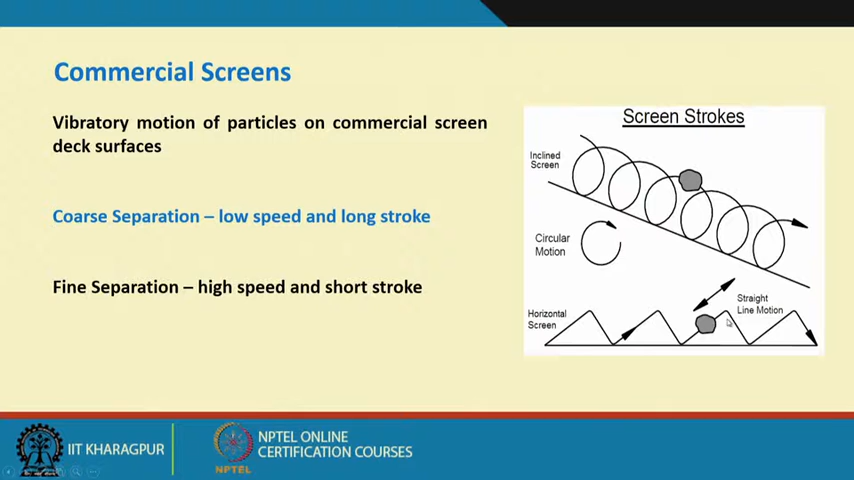 Commercial Screens
Vibratory motion of particles on commercial screen
deck surfaces
Coarse Separation – low speed and long stroke
Fine Separation – high speed and short stroke
Screen Strokes
Inclined
Screen
Circular
Motion
Straight
Line Motion
Horizontal
Screen
IIT KHARAGPUR
NPTEL
NPTEL ONLINE
CERTIFICATION COURSES